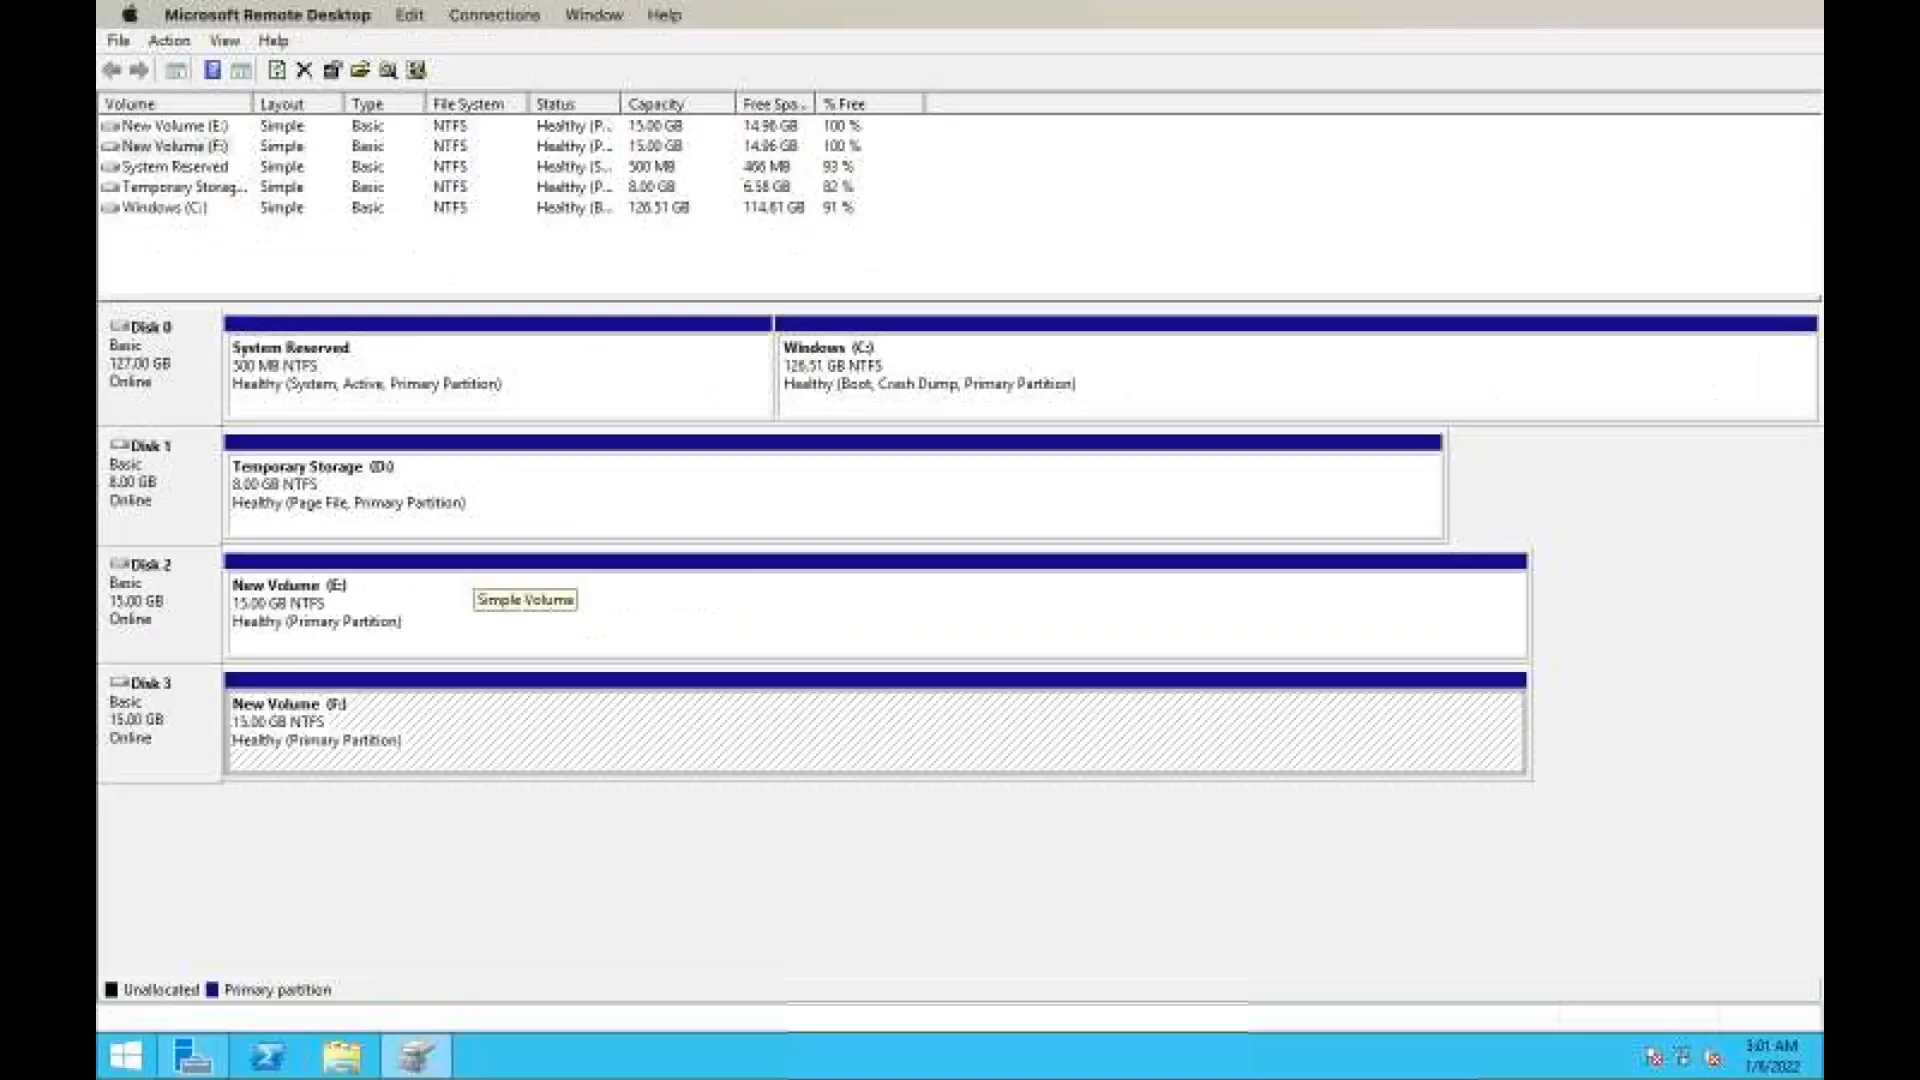 Microsoft Remote Desktop Edit Connections Window Help
File Action View Help
Volume Layout Type File System Status Capacity Free Spa... % Free
New Volume (E:) Simple Basic NTFS Healthy (P... 15.00 GB 14.96 GB 100 %
New Volume (F:) Simple Basic NTFS Healthy (P... 15.00 GB 14.96 GB 100 %
System Reserved Simple Basic NTFS Healthy (S... 500 MB 466 MB 93 %
Temporary Storag... Simple Basic NTFS Healthy (P... 8.00 GB 6.58 GB 82 %
Windows (C:) Simple Basic NTFS Healthy (B... 126.51 GB 114.61 GB 91 %
Disk 0
Basic
127.00 GB
Online
System Reserved
500 MB NTFS
Healthy (System, Active, Primary Partition)
Windows (C:)
126.51 GB NTFS
Healthy (Boot, Crash Dump, Primary Partition)
Disk 1
Basic
8.00 GB
Online
Temporary Storage (D:)
8.00 GB NTFS
Healthy (Page File, Primary Partition)
Disk 2
Basic
15.00 GB
Online
New Volume (E:)
15.00 GB NTFS
Healthy (Primary Partition)
Simple Volume
Disk 3
Basic
15.00 GB
Online
New Volume (F:)
15.00 GB NTFS
Healthy (Primary Partition)
Unallocated Primary partition
3:01 AM
1/6/2022